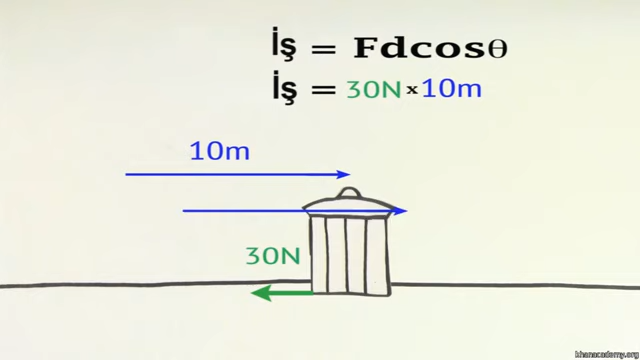 İş = Fdcosθ
İş = 30N x 10m
10m
30N
khanacademy.org